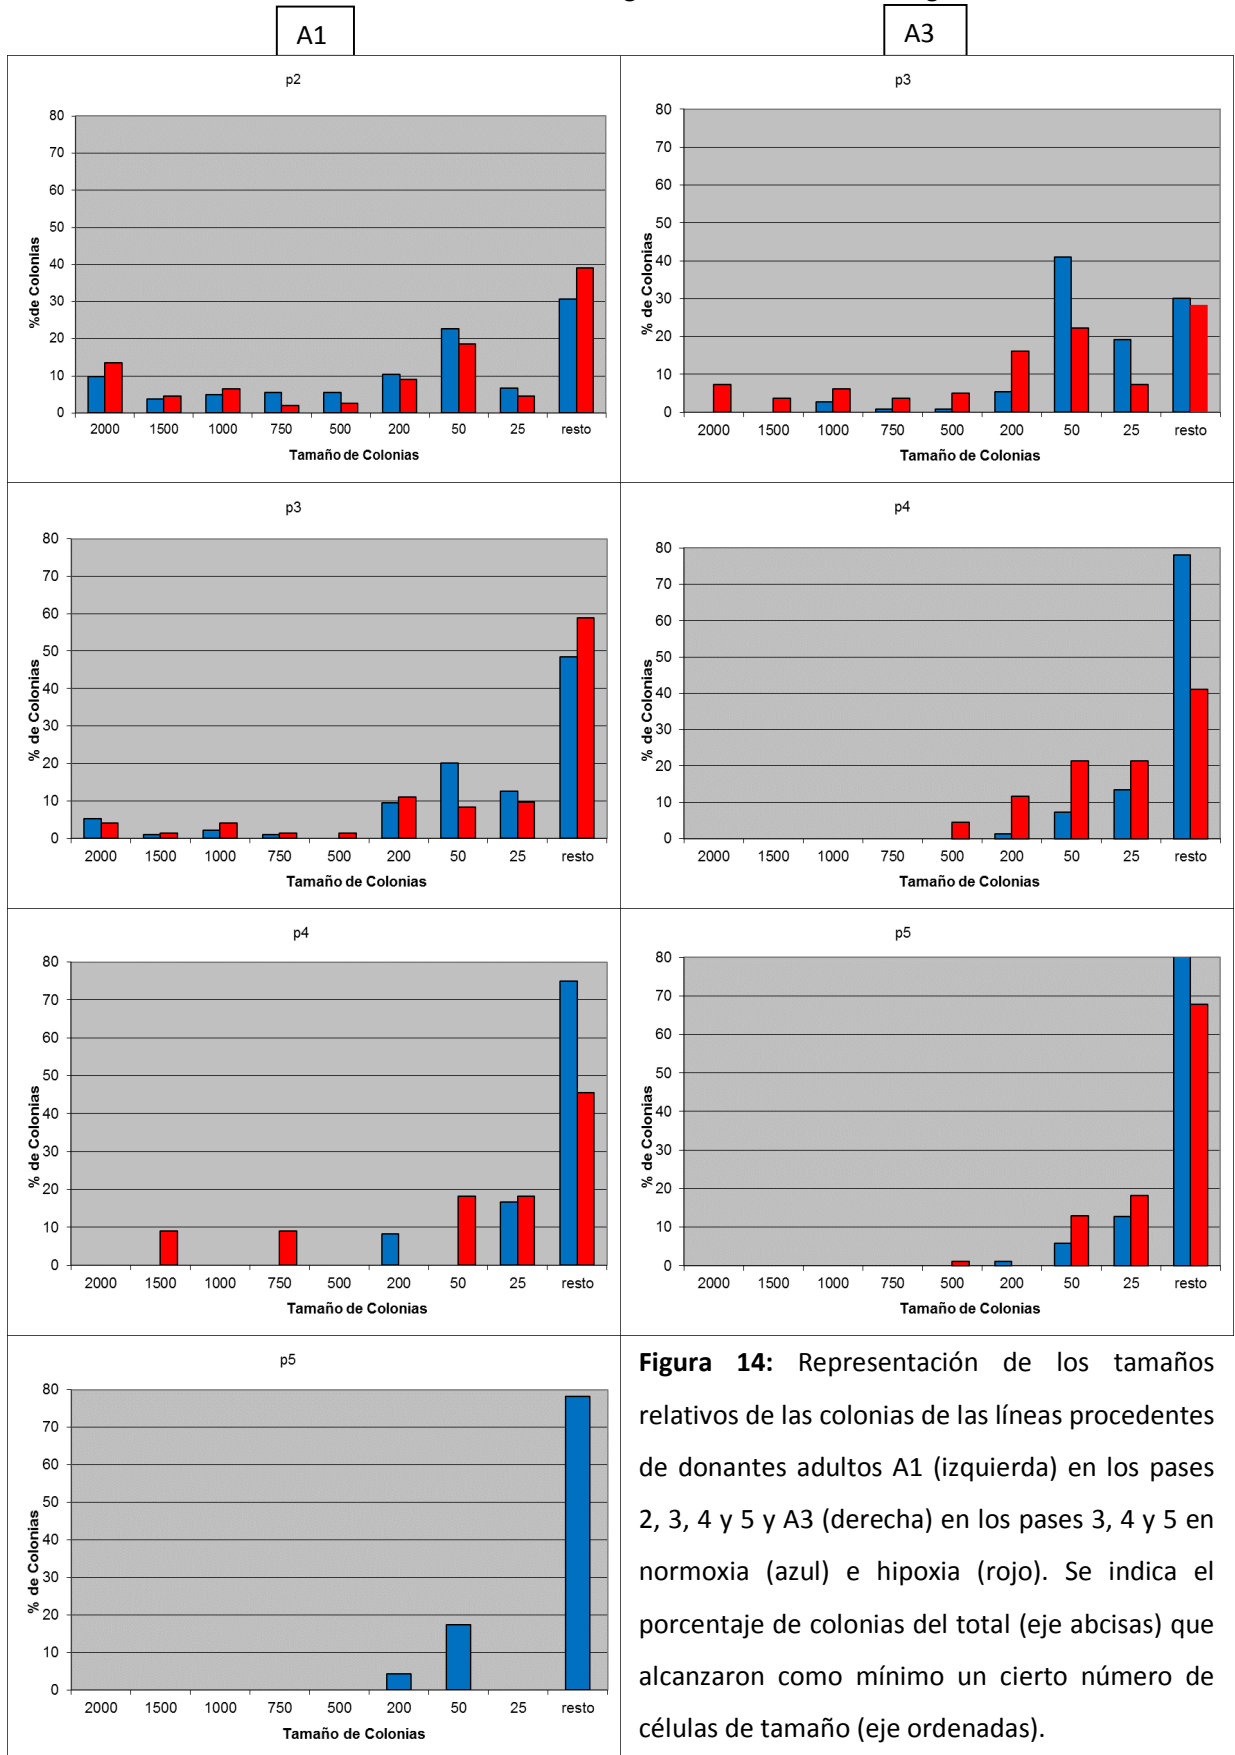 A1
A3
p2
%de Colonias
80
70
60
50
40
30
20
10
0
2000 1500 1000 750 500 200 50 25 resto
Tamaño de Colonias
p3
% de Colonias
80
70
60
50
40
30
20
10
0
2000 1500 1000 750 500 200 50 25 resto
Tamaño de Colonias
p3
% de Colonias
80
70
60
50
40
30
20
10
0
2000 1500 1000 750 500 200 50 25 resto
Tamaño de Colonias
p4
% de Colonias
80
70
60
50
40
30
20
10
0
2000 1500 1000 750 500 200 50 25 resto
Tamaño de Colonias
p4
% de Colonias
80
70
60
50
40
30
20
10
0
2000 1500 1000 750 500 200 50 25 resto
Tamaño de Colonias
p5
% de Colonias
80
70
60
50
40
30
20
10
0
2000 1500 1000 750 500 200 50 25 resto
Tamaño de Colonias
p5
% de Colonias
80
70
60
50
40
30
20
10
0
2000 1500 1000 750 500 200 50 25 resto
Tamaño de Colonias
Figura 14: Representación de los tamaños
relativos de las colonias de las líneas procedentes
de donantes adultos A1 (izquierda) en los pases
2, 3, 4 y 5 y A3 (derecha) en los pases 3, 4 y 5 en
normoxia (azul) e hipoxia (rojo). Se indica el
porcentaje de colonias del total (eje abcisas) que
alcanzaron como mínimo un cierto número de
células de tamaño (eje ordenadas).